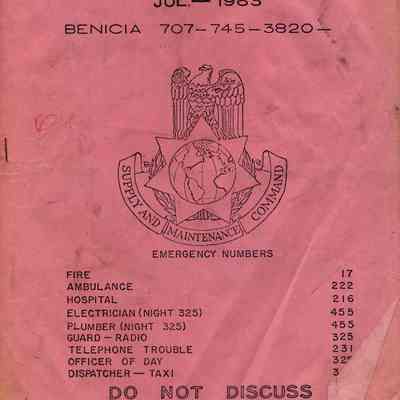 JUL.— 1963
BENICIA 707-745-3820-
SUPPLY AND MAINTENANCE COMMAND
EMERGENCY NUMBERS
FIRE 17
AMBULANCE 222
HOSPITAL 216
ELECTRICIAN (NIGHT 325) 455
PLUMBER (NIGHT 325) 455
GUARD - RADIO 325
TELEPHONE TROUBLE 231
OFFICER OF DAY
DISPATCHER - TAXI
DO NOT DISCUSS